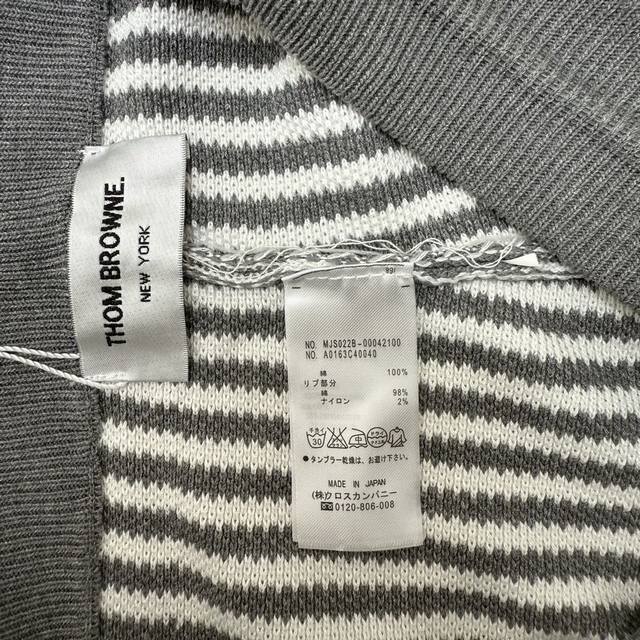 THOM BROWNE.
NEW YORK
NO. MJS022B-00042100
NO. A0163C40040
綿 100%
リブ部分
綿 98%
ナイロン 2%
30
●タンブラー乾燥は、お避け下さい。
MADE IN JAPAN
(株)クロスカンパニー
0120-806-008